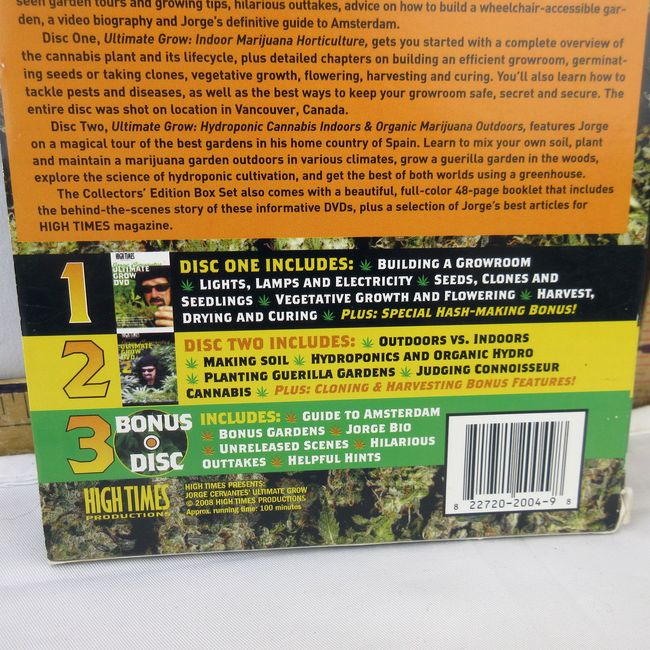 seen garden tours and growing tips, hilarious outtakes, advice on how to build a wheelchair-accessible gar-
den, a video biography and Jorge's definitive guide to Amsterdam.
Disc One, Ultimate Grow: Indoor Marijuana Horticulture, gets you started with a complete overview of
the cannabis plant and its lifecycle, plus detailed chapters on building an efficient growroom, germinat-
ing seeds or taking clones, vegetative growth, flowering, harvesting and curing. You'll also learn how to
tackle pests and diseases, as well as the best ways to keep your growroom safe, secret and secure. The
entire disc was shot on location in Vancouver, Canada.
Disc Two, Ultimate Grow: Hydroponic Cannabis Indoors & Organic Marijuana Outdoors, features Jorge
on a magical tour of the best gardens in his home country of Spain. Learn to mix your own soil, plant
and maintain a marijuana garden outdoors in various climates, grow a guerilla garden in the woods,
explore the science of hydroponic cultivation, and get the best of both worlds using a greenhouse.
The Collectors' Edition Box Set also comes with a beautiful, full-color 48-page booklet that includes
the behind-the-scenes story of these informative DVDs, plus a selection of Jorge's best articles for
HIGH TIMES magazine.
1
HIGH TIMES
ULTIMATE
GROW
DVD
DISC ONE INCLUDES: BUILDING A GROWROOM
LIGHTS, LAMPS AND ELECTRICITY SEEDS, CLONES AND
SEEDLINGS VEGETATIVE GROWTH AND FLOWERING HARVEST,
DRYING AND CURING PLUS: SPECIAL HASH-MAKING BONUS!
2
ULTIMATE
GROW
DVD
2
DISC TWO INCLUDES: OUTDOORS VS. INDOORS
MAKING SOIL HYDROPONICS AND ORGANIC HYDRO
PLANTING GUERILLA GARDENS JUDGING CONNOISSEUR
CANNABIS PLUS: CLONING & HARVESTING BONUS FEATURES!
3
BONUS
DISC
INCLUDES: GUIDE TO AMSTERDAM
BONUS GARDENS JORGE BIO
UNRELEASED SCENES HILARIOUS
OUTTAKES HELPFUL HINTS
HIGH TIMES
PRODUCTIONS
HIGH TIMES PRESENTS:
JORGE CERVANTES' ULTIMATE GROW
© 2008 HIGH TIMES PRODUCTIONS
Approx. running time: 100 minutes
8 22720-2004-9 8